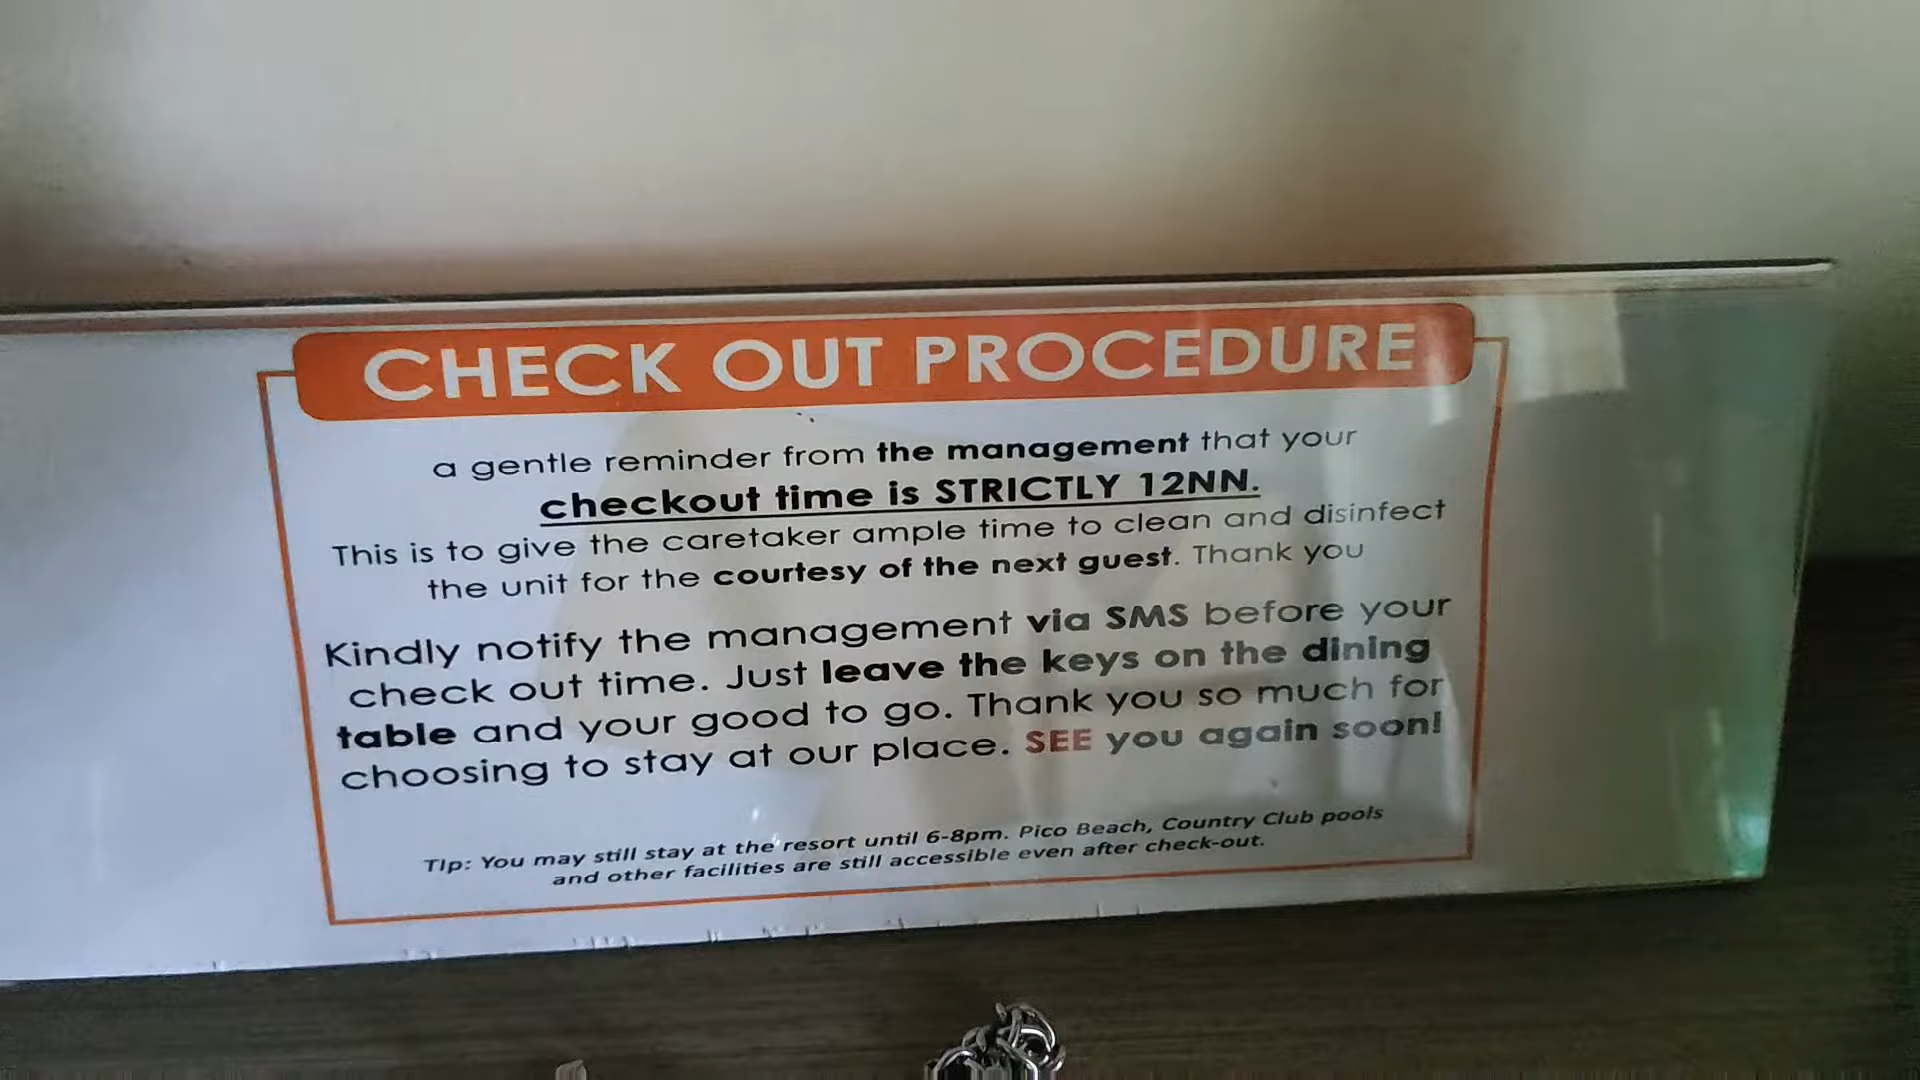 CHECK OUT PROCEDURE
a gentle reminder from the management that your
checkout time is STRICTLY 12NN.
This is to give the caretaker ample time to clean and disinfect
the unit for the courtesy of the next guest. Thank you
Kindly notify the management via SMS before your
check out time. Just leave the keys on the dining
table and your good to go. Thank you so much for
choosing to stay at our place. SEE you again soon!
TIp: You may still stay at the resort until 6-8pm. Pico Beach, Country Club pools
and other facilities are still accessible even after check-out.